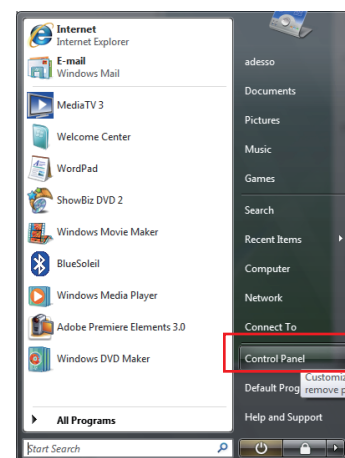 Internet
Internet Explorer
E-mail
Windows Mail
MediaTV 3
Welcome Center
WordPad
ShowBiz DVD 2
Windows Movie Maker
BlueSoleil
Windows Media Player
Adobe Premiere Elements 3.0
Windows DVD Maker
All Programs
Start Search
adesso
Documents
Pictures
Music
Games
Search
Recent Items
Computer
Network
Connect To
Control Panel
Default Prog
Customiz
remove p
Help and Support